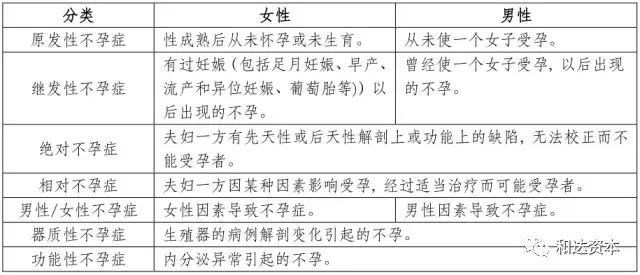 分类 女性 男性
原发性不孕症 性成熟后从未怀孕或未生育。 从未使一个女子受孕。
继发性不孕症 有过妊娠（包括足月妊娠、早产、流产和异位妊娠、葡萄胎等））以后出现的不孕。 曾经使一个女子受孕，以后出现的不孕。
绝对不孕症 夫妇一方有先天性或后天性解剖上或功能上的缺陷，无法校正而不能受孕者。
相对不孕症 夫妇一方因某种因素影响受孕，经过适当治疗而可能受孕者。
男性/女性不孕症 女性因素导致不孕症。 男性因素导致不孕症。
器质性不孕症 生殖器的病例解剖变化引起的不孕。
功能性不孕症 内分泌异常引起的不孕。
和达资本